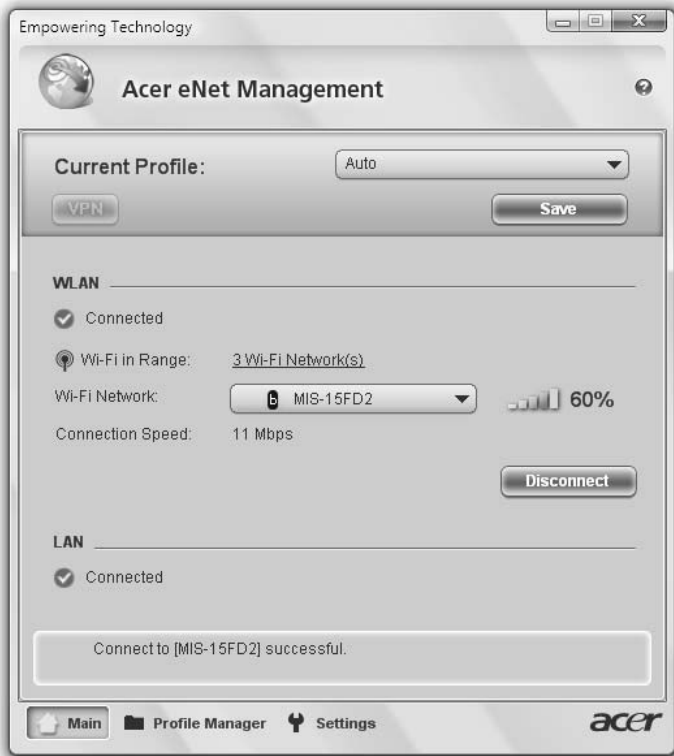 Empowering Technology
Acer eNet Management
Current Profile:
Auto
VPN
Save
WLAN
Connected
Wi-Fi in Range:
3 Wi-Fi Network(s)
Wi-Fi Network:
b MIS-15FD2
60%
Connection Speed:
11 Mbps
Disconnect
LAN
Connected
Connect to [MIS-15FD2] successful.
Main
Profile Manager
Settings
acer